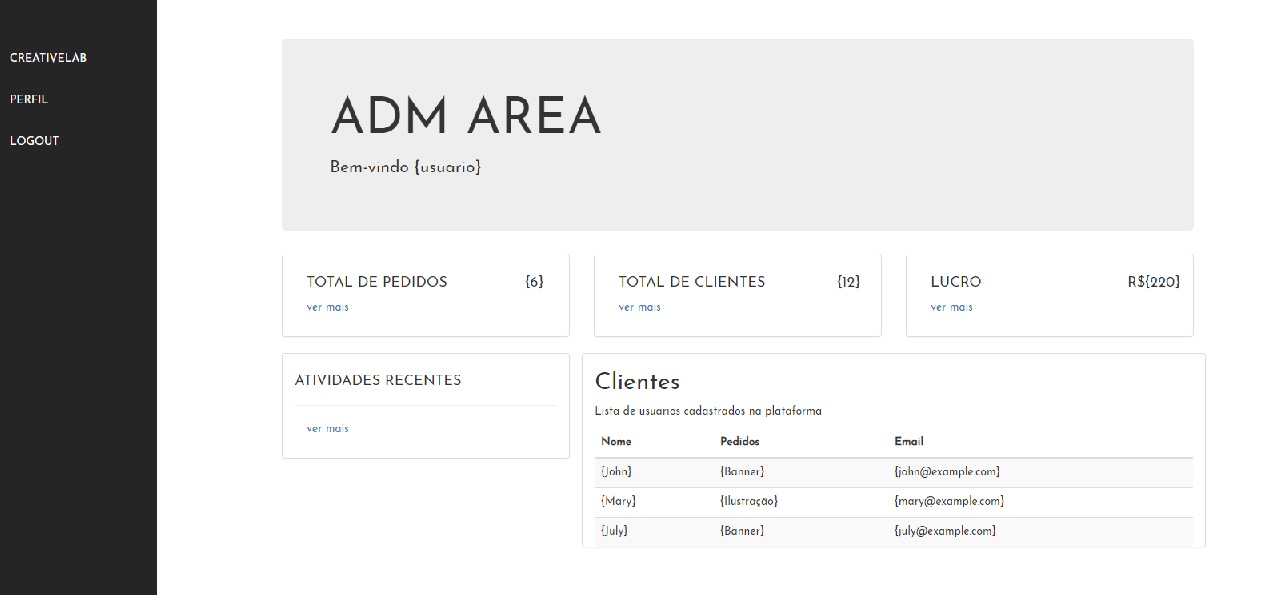 CREATIVELAB
PERFIL
LOGOUT
ADM AREA
Bem-vindo {usuario}
TOTAL DE PEDIDOS {6}
ver mais
TOTAL DE CLIENTES {12}
ver mais
LUCRO R${220}
ver mais
ATIVIDADES RECENTES
ver mais
Clientes
Lista de usuarios cadastrados na plataforma
Nome Pedidos Email
{John} {Banner} {john@example.com}
{Mary} {Ilustração} {mary@example.com}
{July} {Banner} {july@example.com}